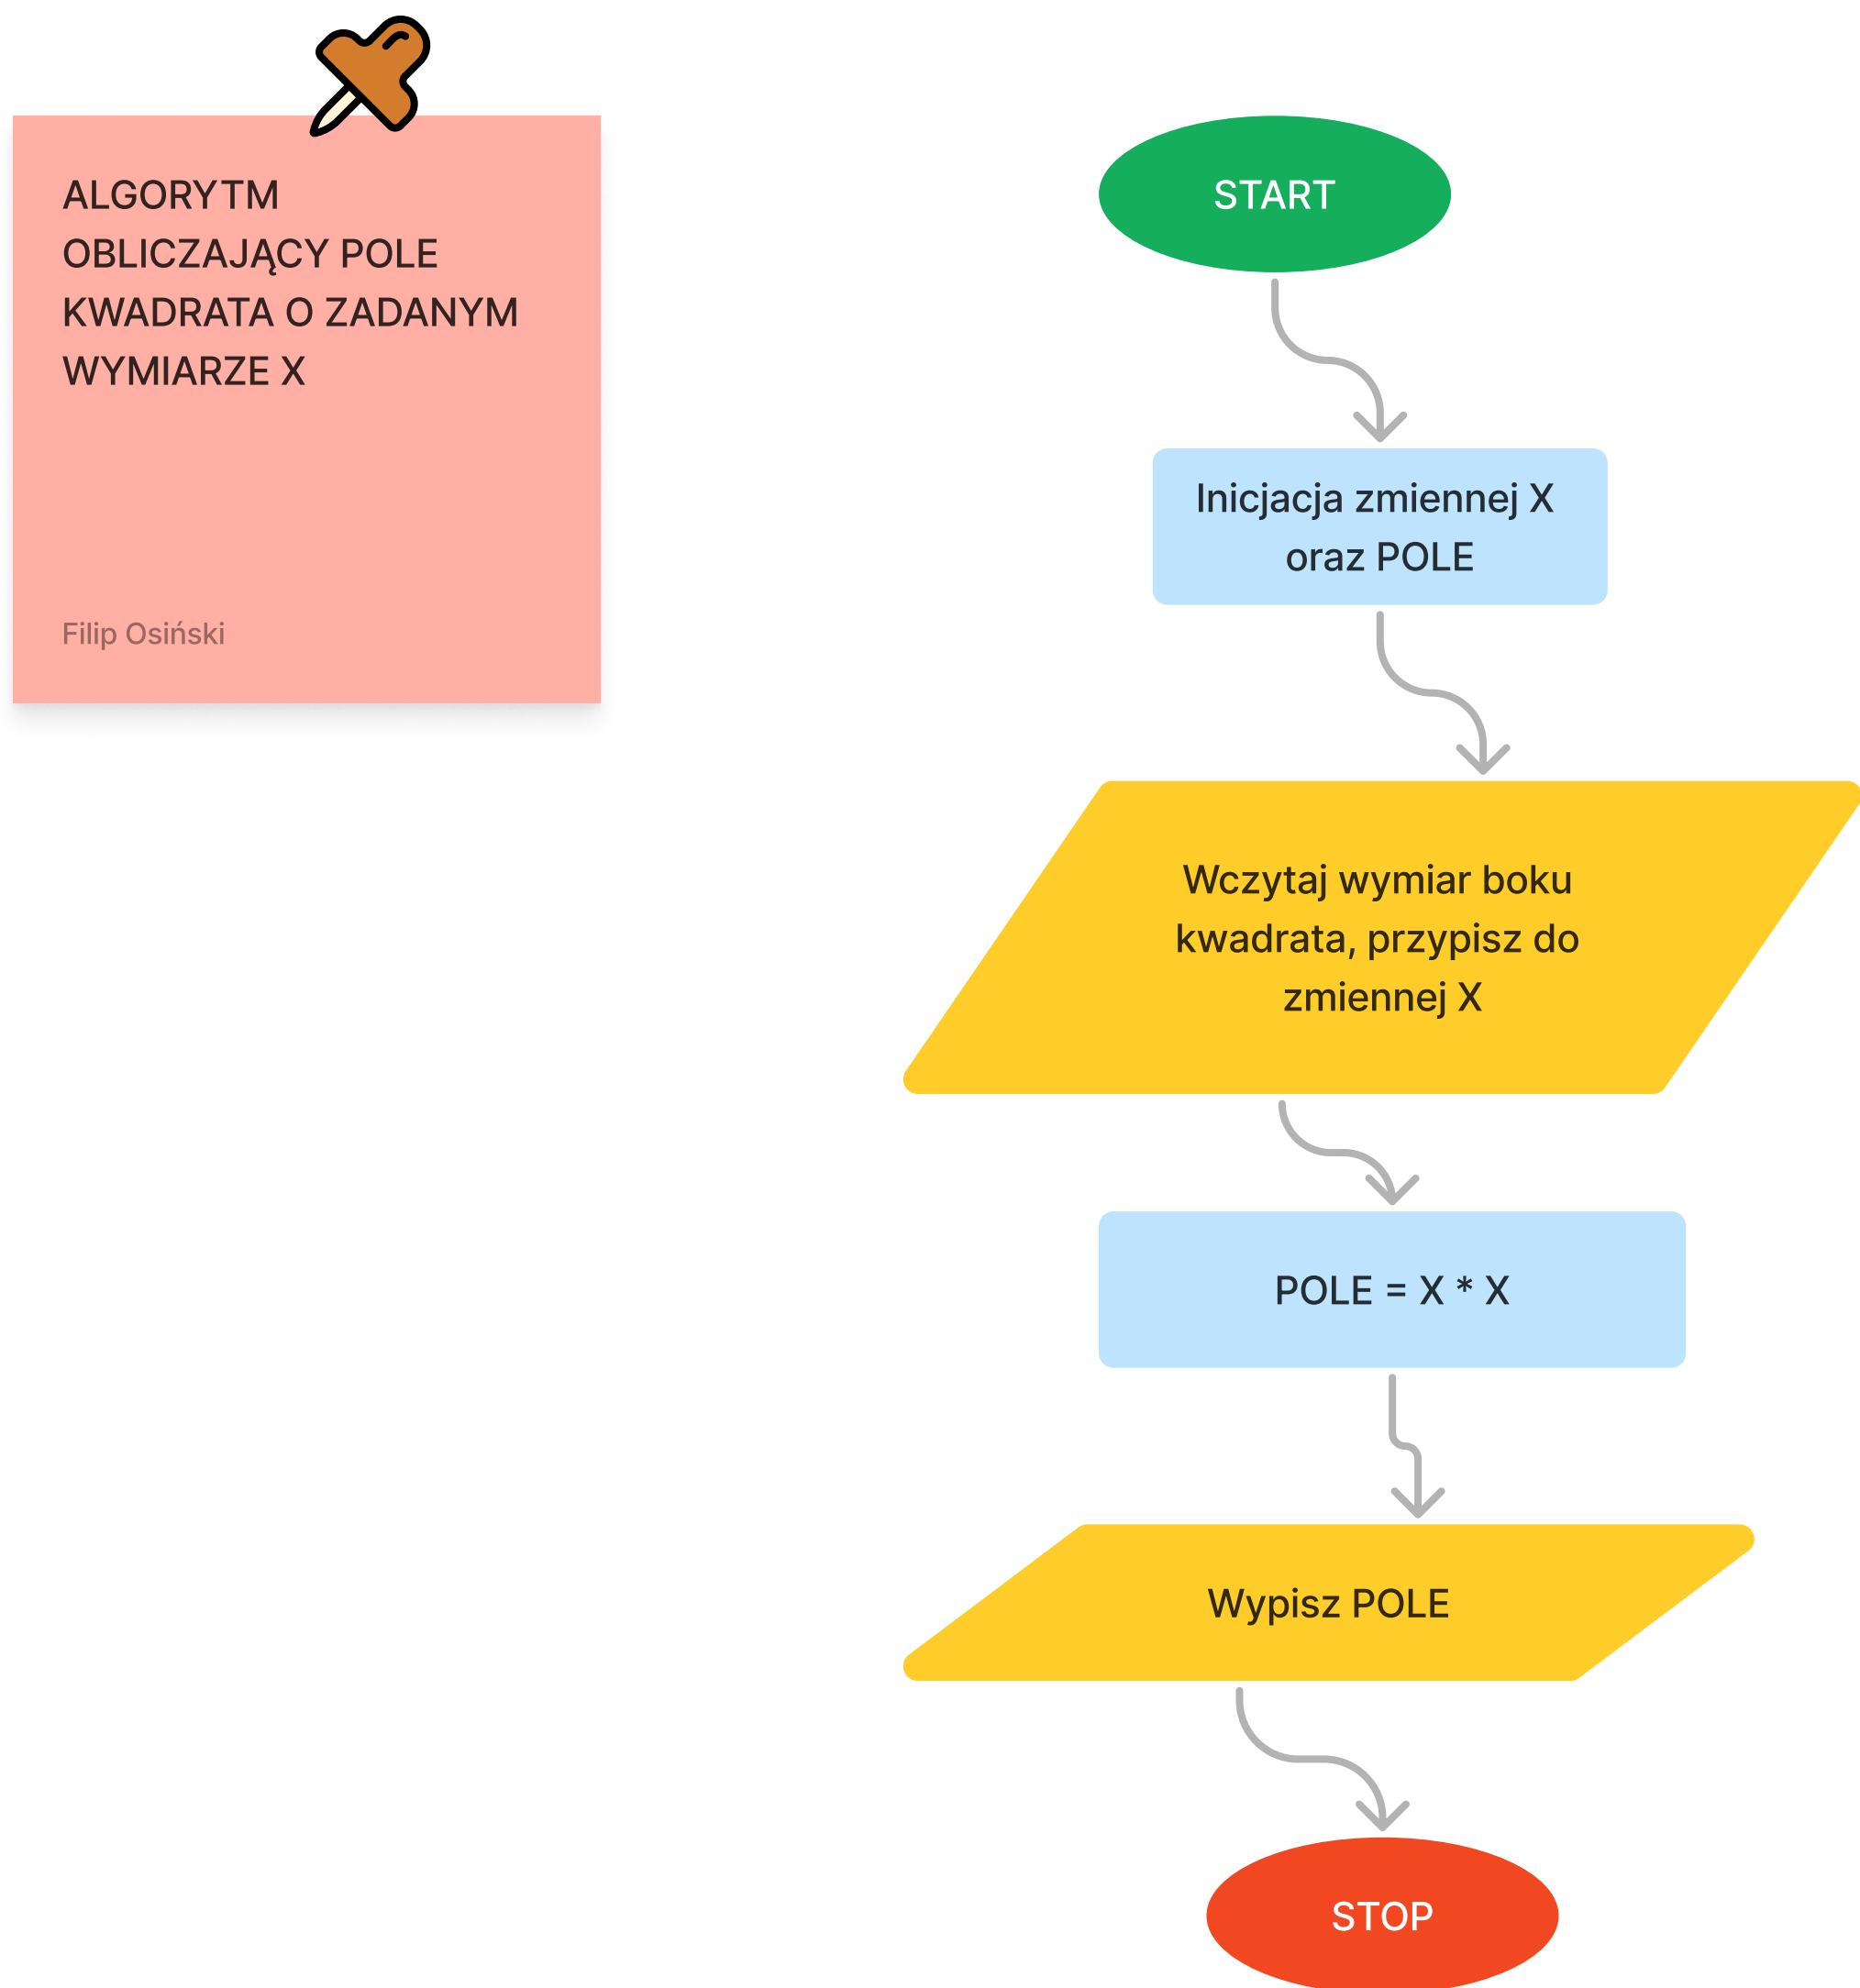 ALGORYTM
OBLICZAJĄCY POLE
KWADRATA O ZADANYM
WYMIARZE X
Filip Osiński
START
Inicjacja zmiennej X
oraz POLE
Wczytaj wymiar boku
kwadrata, przypisz do
zmiennej X
POLE = X * X
Wypisz POLE
STOP